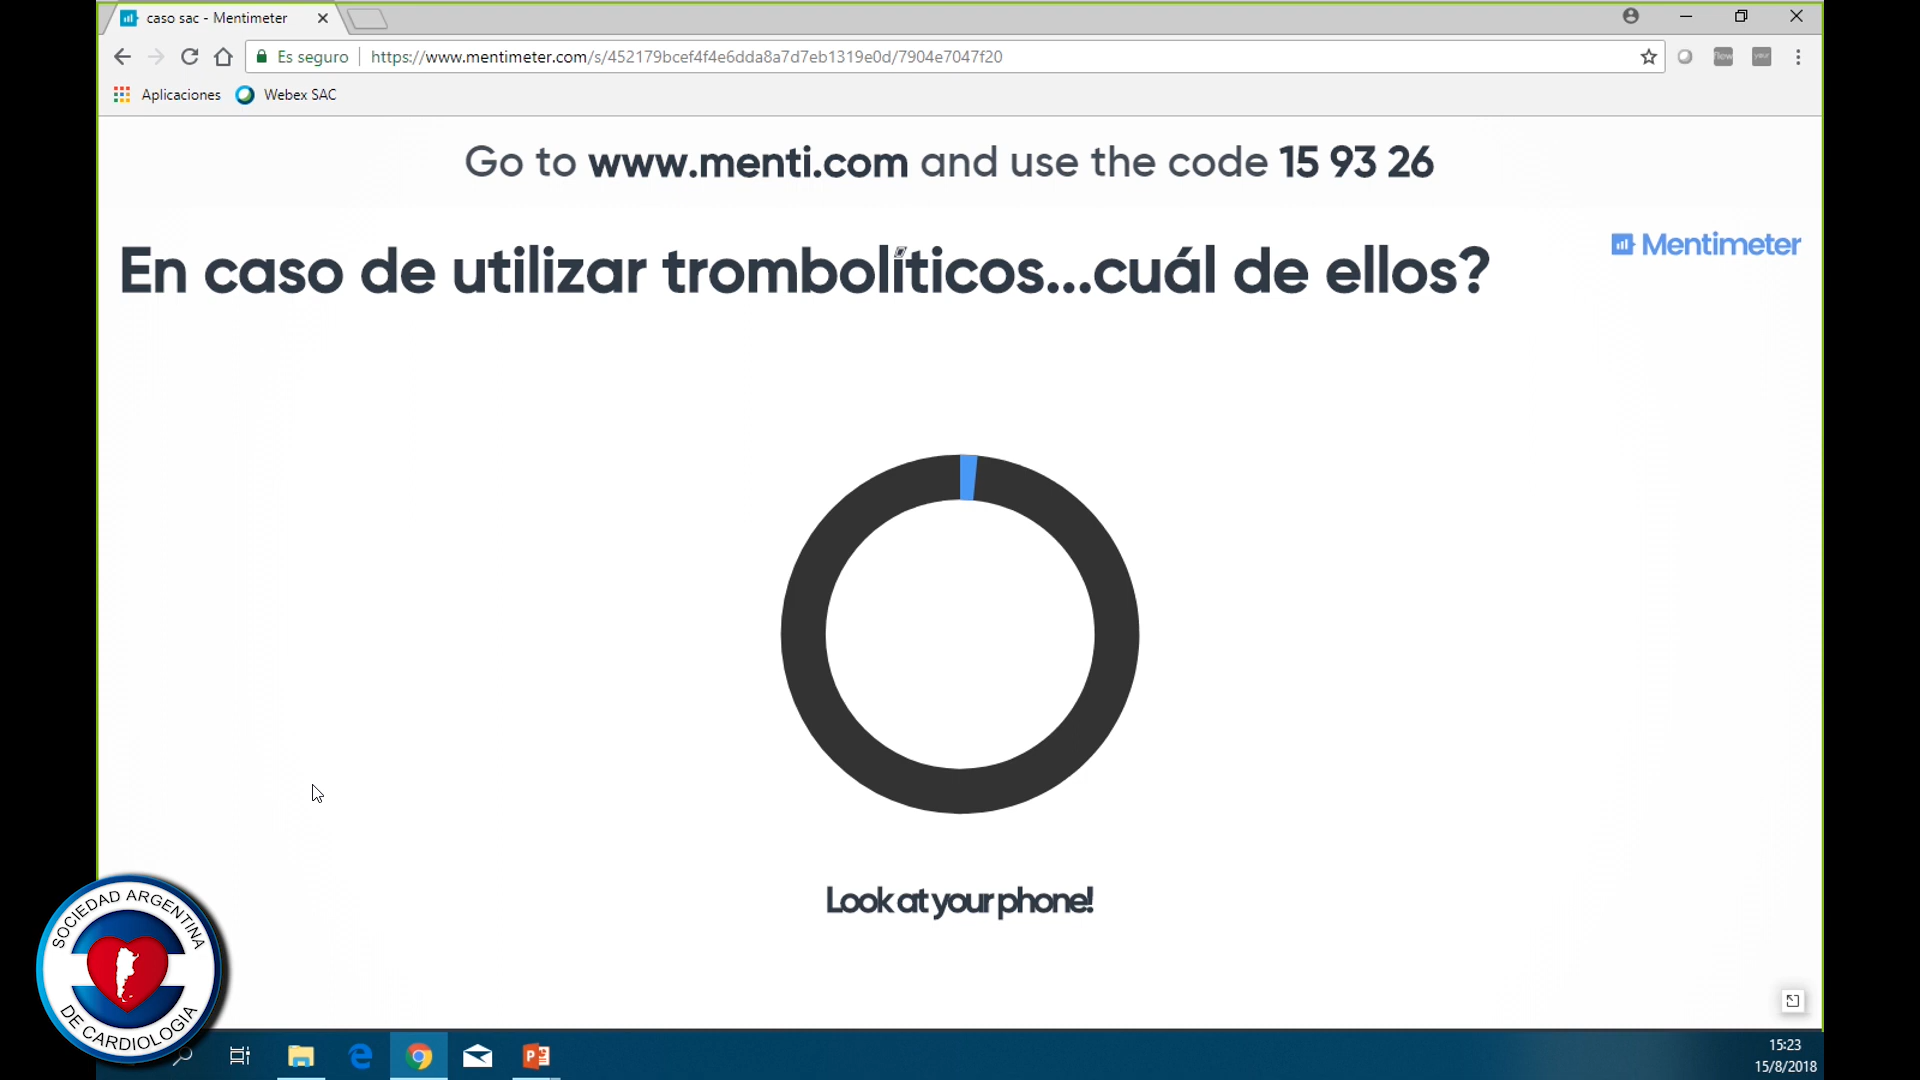 caso sac - Mentimeter
Es seguro
https://www.mentimeter.com/s/452179bcef4f4e6dda8a7d7eb1319e0d/7904e7047f20
Aplicaciones
Webex SAC
Go to www.menti.com and use the code 15 93 26
En caso de utilizar trombolíticos...cuál de ellos?
Mentimeter
Look at your phone!
SOCIEDAD ARGENTINA
DE CARDIOLOGIA
15:23
15/8/2018